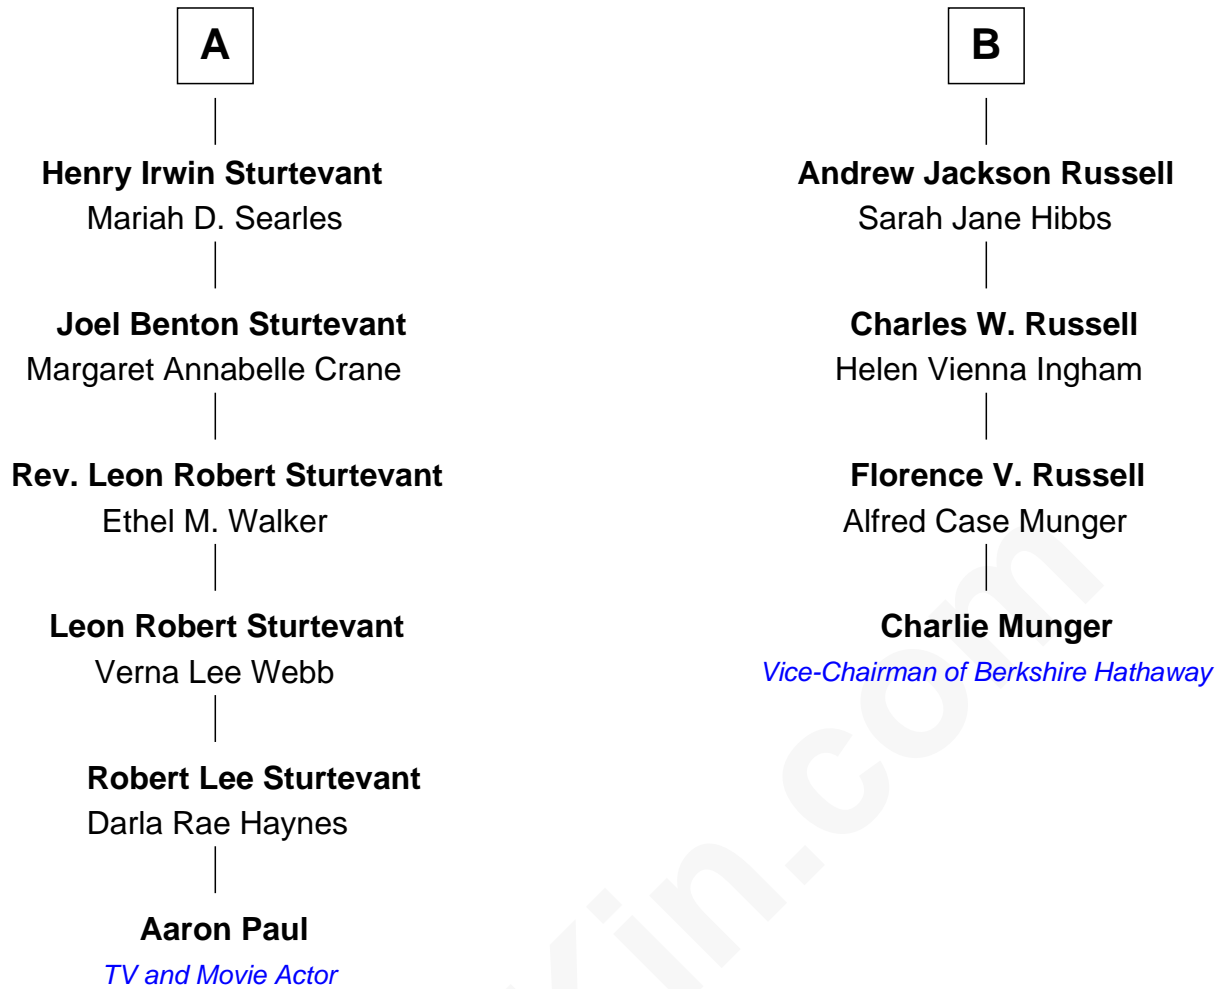 A
Henry Irwin Sturtevant
Mariah D. Searles
Joel Benton Sturtevant
Margaret Annabelle Crane
Rev. Leon Robert Sturtevant
Ethel M. Walker
Leon Robert Sturtevant
Verna Lee Webb
Robert Lee Sturtevant
Darla Rae Haynes
Aaron Paul
TV and Movie Actor
B
Andrew Jackson Russell
Sarah Jane Hibbs
Charles W. Russell
Helen Vienna Ingham
Florence V. Russell
Alfred Case Munger
Charlie Munger
Vice-Chairman of Berkshire Hathaway